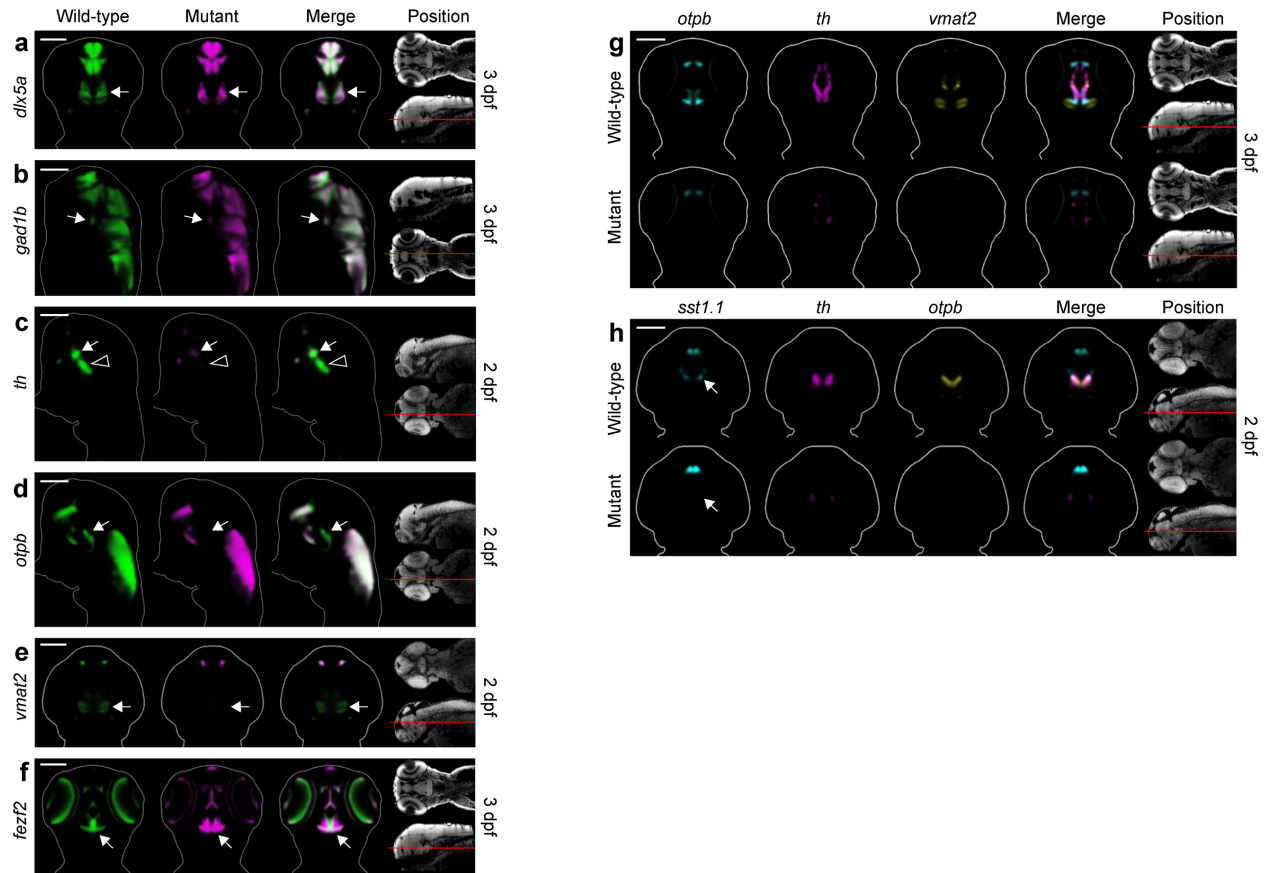 Wild-type Mutant Merge Position
a dlx5a 3 dpf
b gad1b 3 dpf
c th 2 dpf
d otpb 2 dpf
e vmat2 2 dpf
f fezf2 3 dpf
g otpb th vmat2 Merge Position
Wild-type
Mutant
3 dpf
h sst1.1 th otpb Merge Position
Wild-type
Mutant
2 dpf